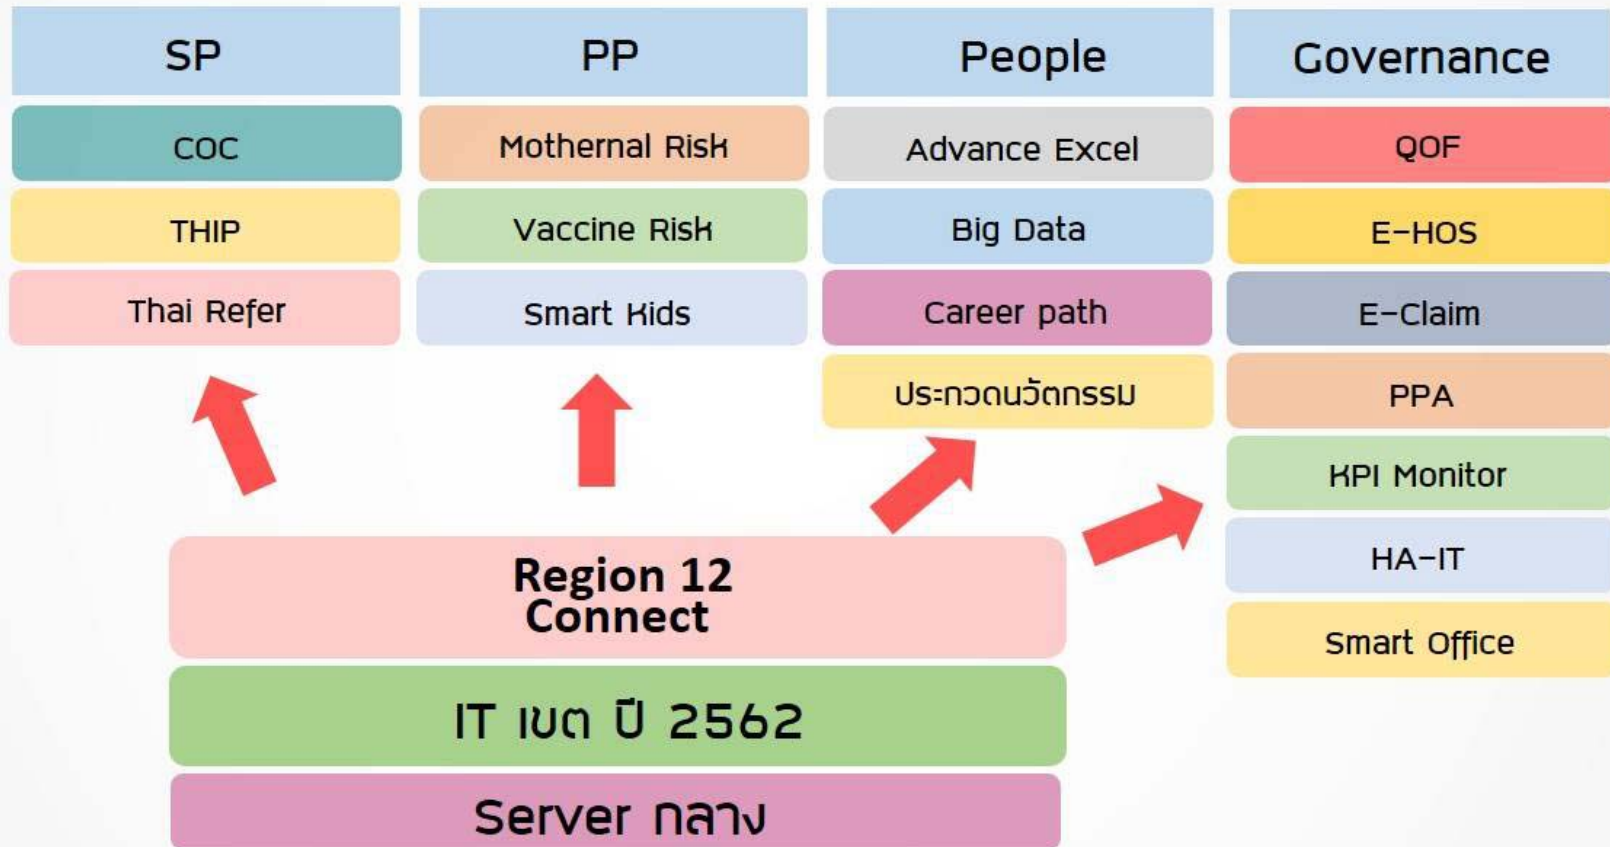 SP
COC
THIP
Thai Refer
PP
Mothernal Risk
Vaccine Risk
Smart Kids
People
Advance Excel
Big Data
Career path
ประกวดนวัตกรรม
Governance
QOF
E-HOS
E-Claim
PPA
KPI Monitor
HA-IT
Smart Office
Region 12
Connect
IT เขต ปี 2562
Server กลาง